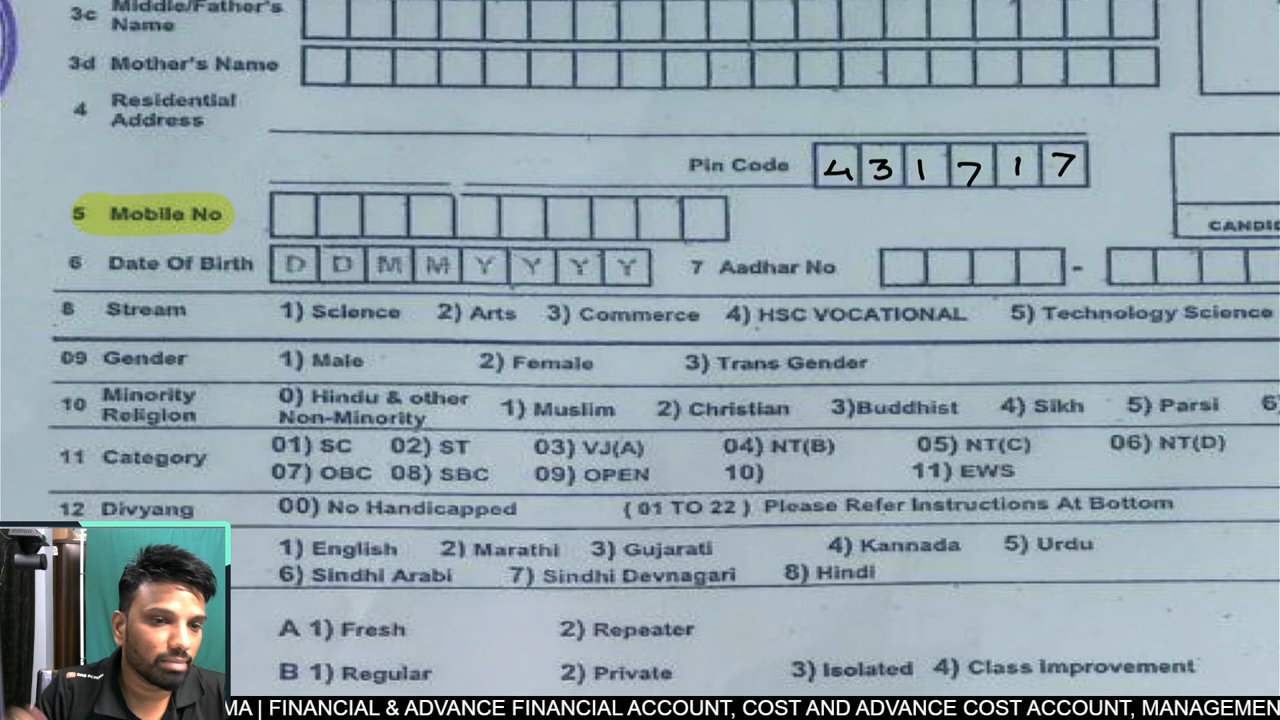 3c Middle/Father's
Name
3d Mother's Name
4 Residential
Address
Pin Code 4 3 1 7 1 7
5 Mobile No
6 Date Of Birth D D M M Y Y Y Y 7 Aadhar No -
8 Stream 1) Science 2) Arts 3) Commerce 4) HSC VOCATIONAL 5) Technology Science
09 Gender 1) Male 2) Female 3) Trans Gender
10 Minority Religion 0) Hindu & other Non-Minority 1) Muslim 2) Christian 3)Buddhist 4) Sikh 5) Parsi 6)
11 Category 01) SC 02) ST 03) VJ(A) 04) NT(B) 05) NT(C) 06) NT(D)
07) OBC 08) SBC 09) OPEN 10) 11) EWS
12 Divyang 00) No Handicapped ( 01 TO 22 ) Please Refer Instructions At Bottom
1) English 2) Marathi 3) Gujarati 4) Kannada 5) Urdu
6) Sindhi Arabi 7) Sindhi Devnagari 8) Hindi
A 1) Fresh 2) Repeater
B 1) Regular 2) Private 3) Isolated 4) Class Improvement
MA | FINANCIAL & ADVANCE FINANCIAL ACCOUNT, COST AND ADVANCE COST ACCOUNT, MANAGEMEN